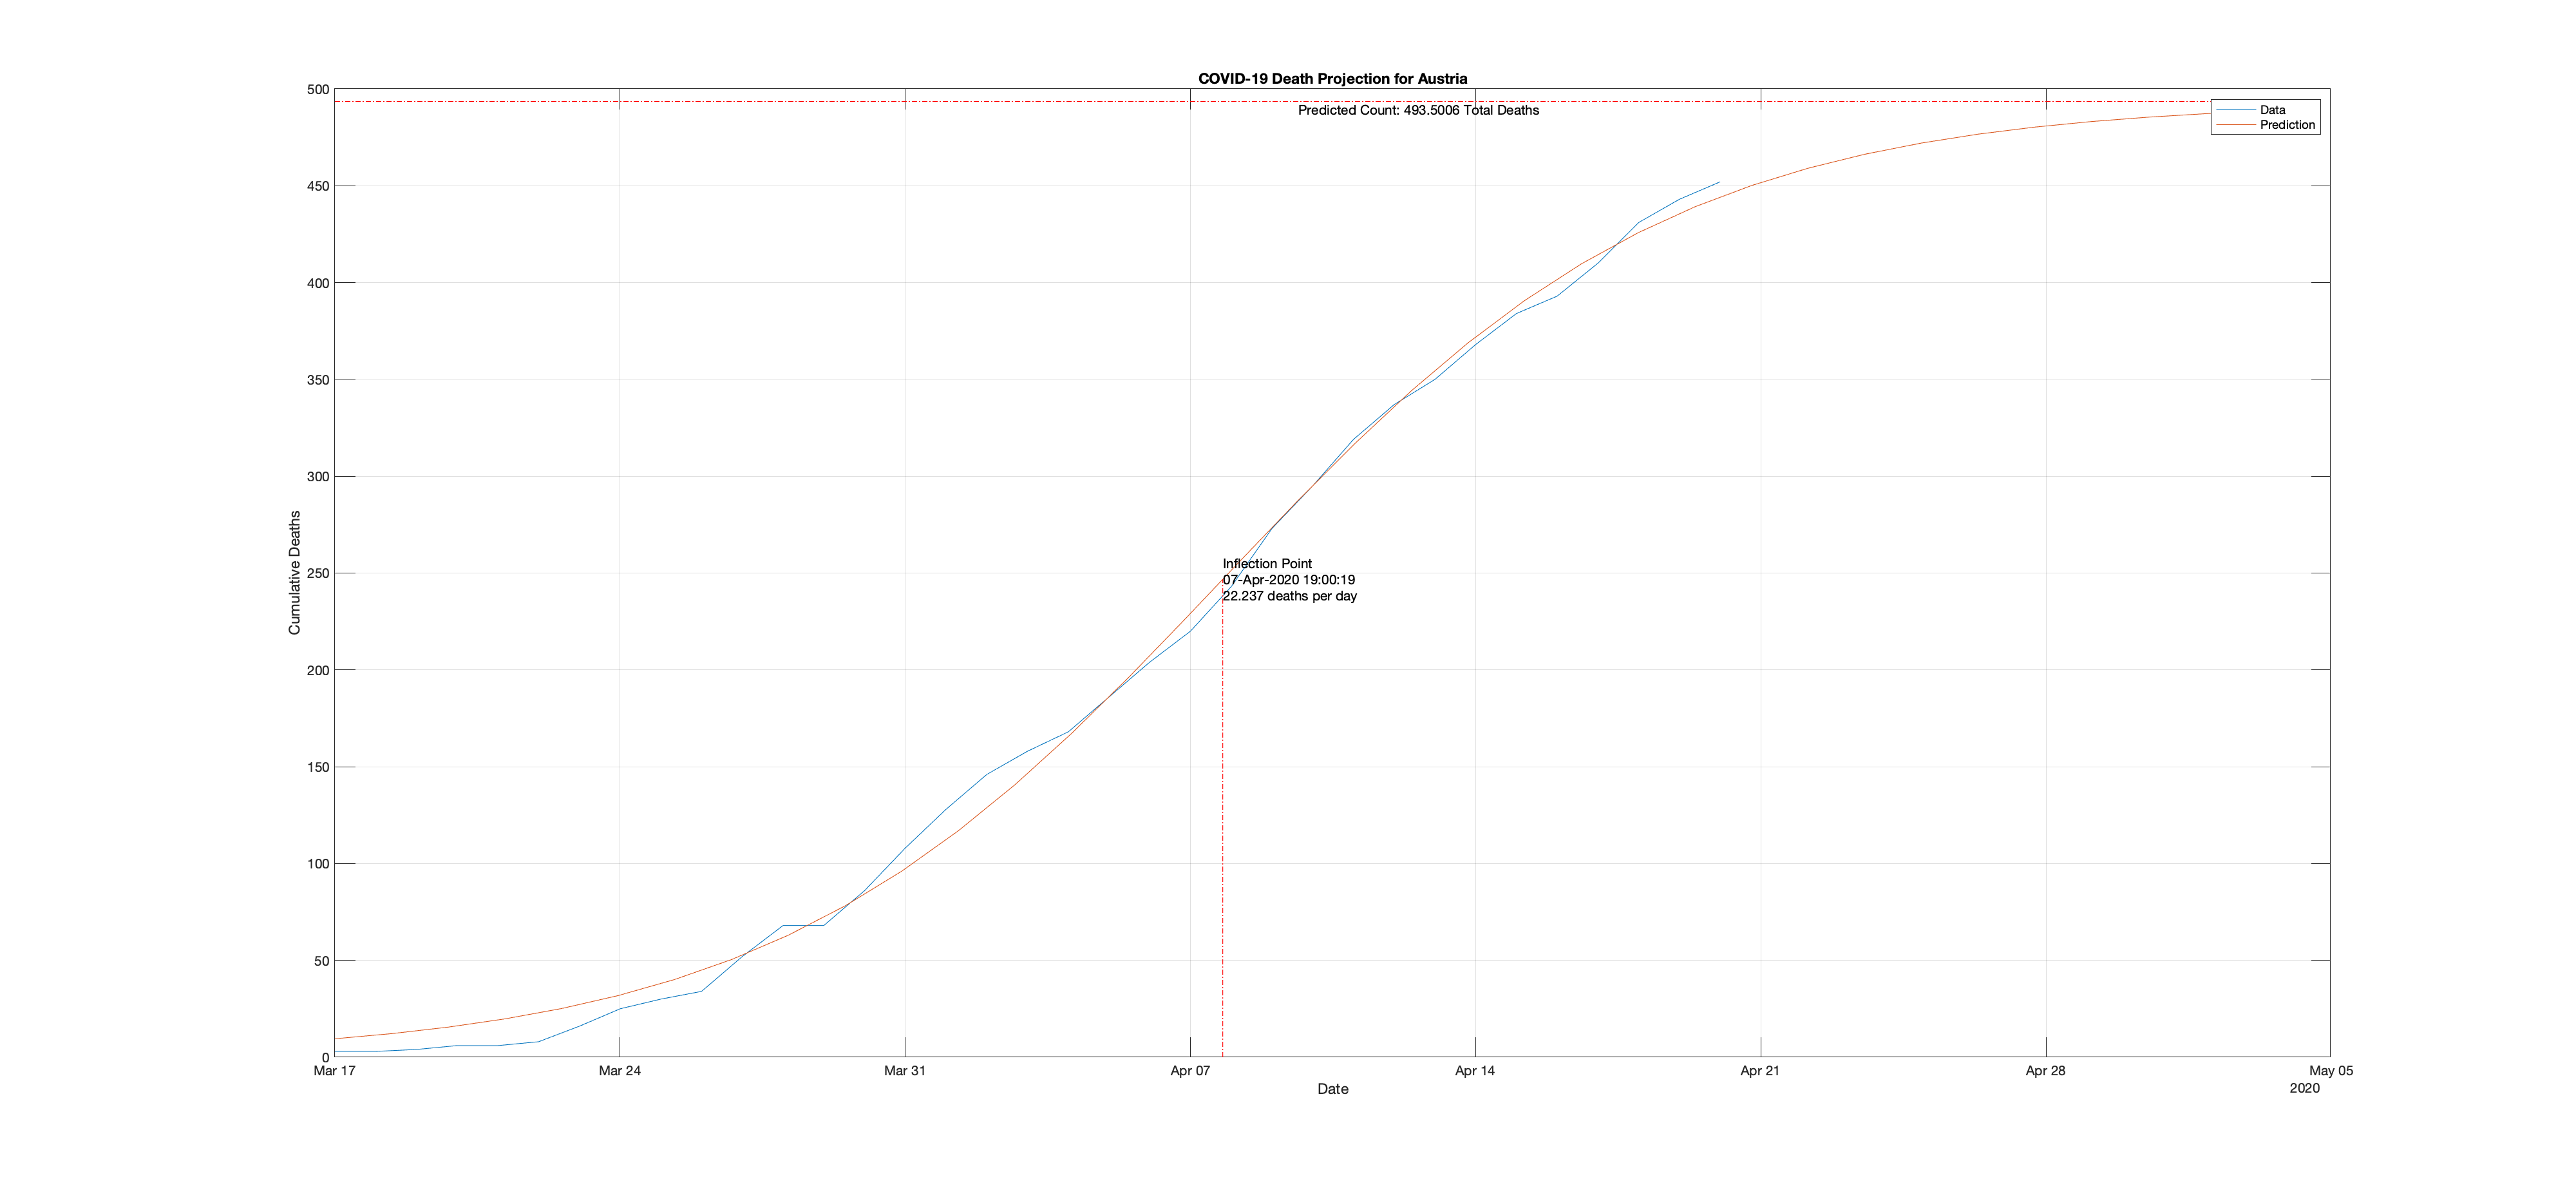 COVID-19 Death Projection for Austria
500
450
400
350
300
250
200
150
100
50
0
Cumulative Deaths
Predicted Count: 493.5006 Total Deaths
Data
Prediction
Inflection Point
07-Apr-2020 19:00:19
22.237 deaths per day
Mar 17 Mar 24 Mar 31 Apr 07 Apr 14 Apr 21 Apr 28 May 05
Date
2020